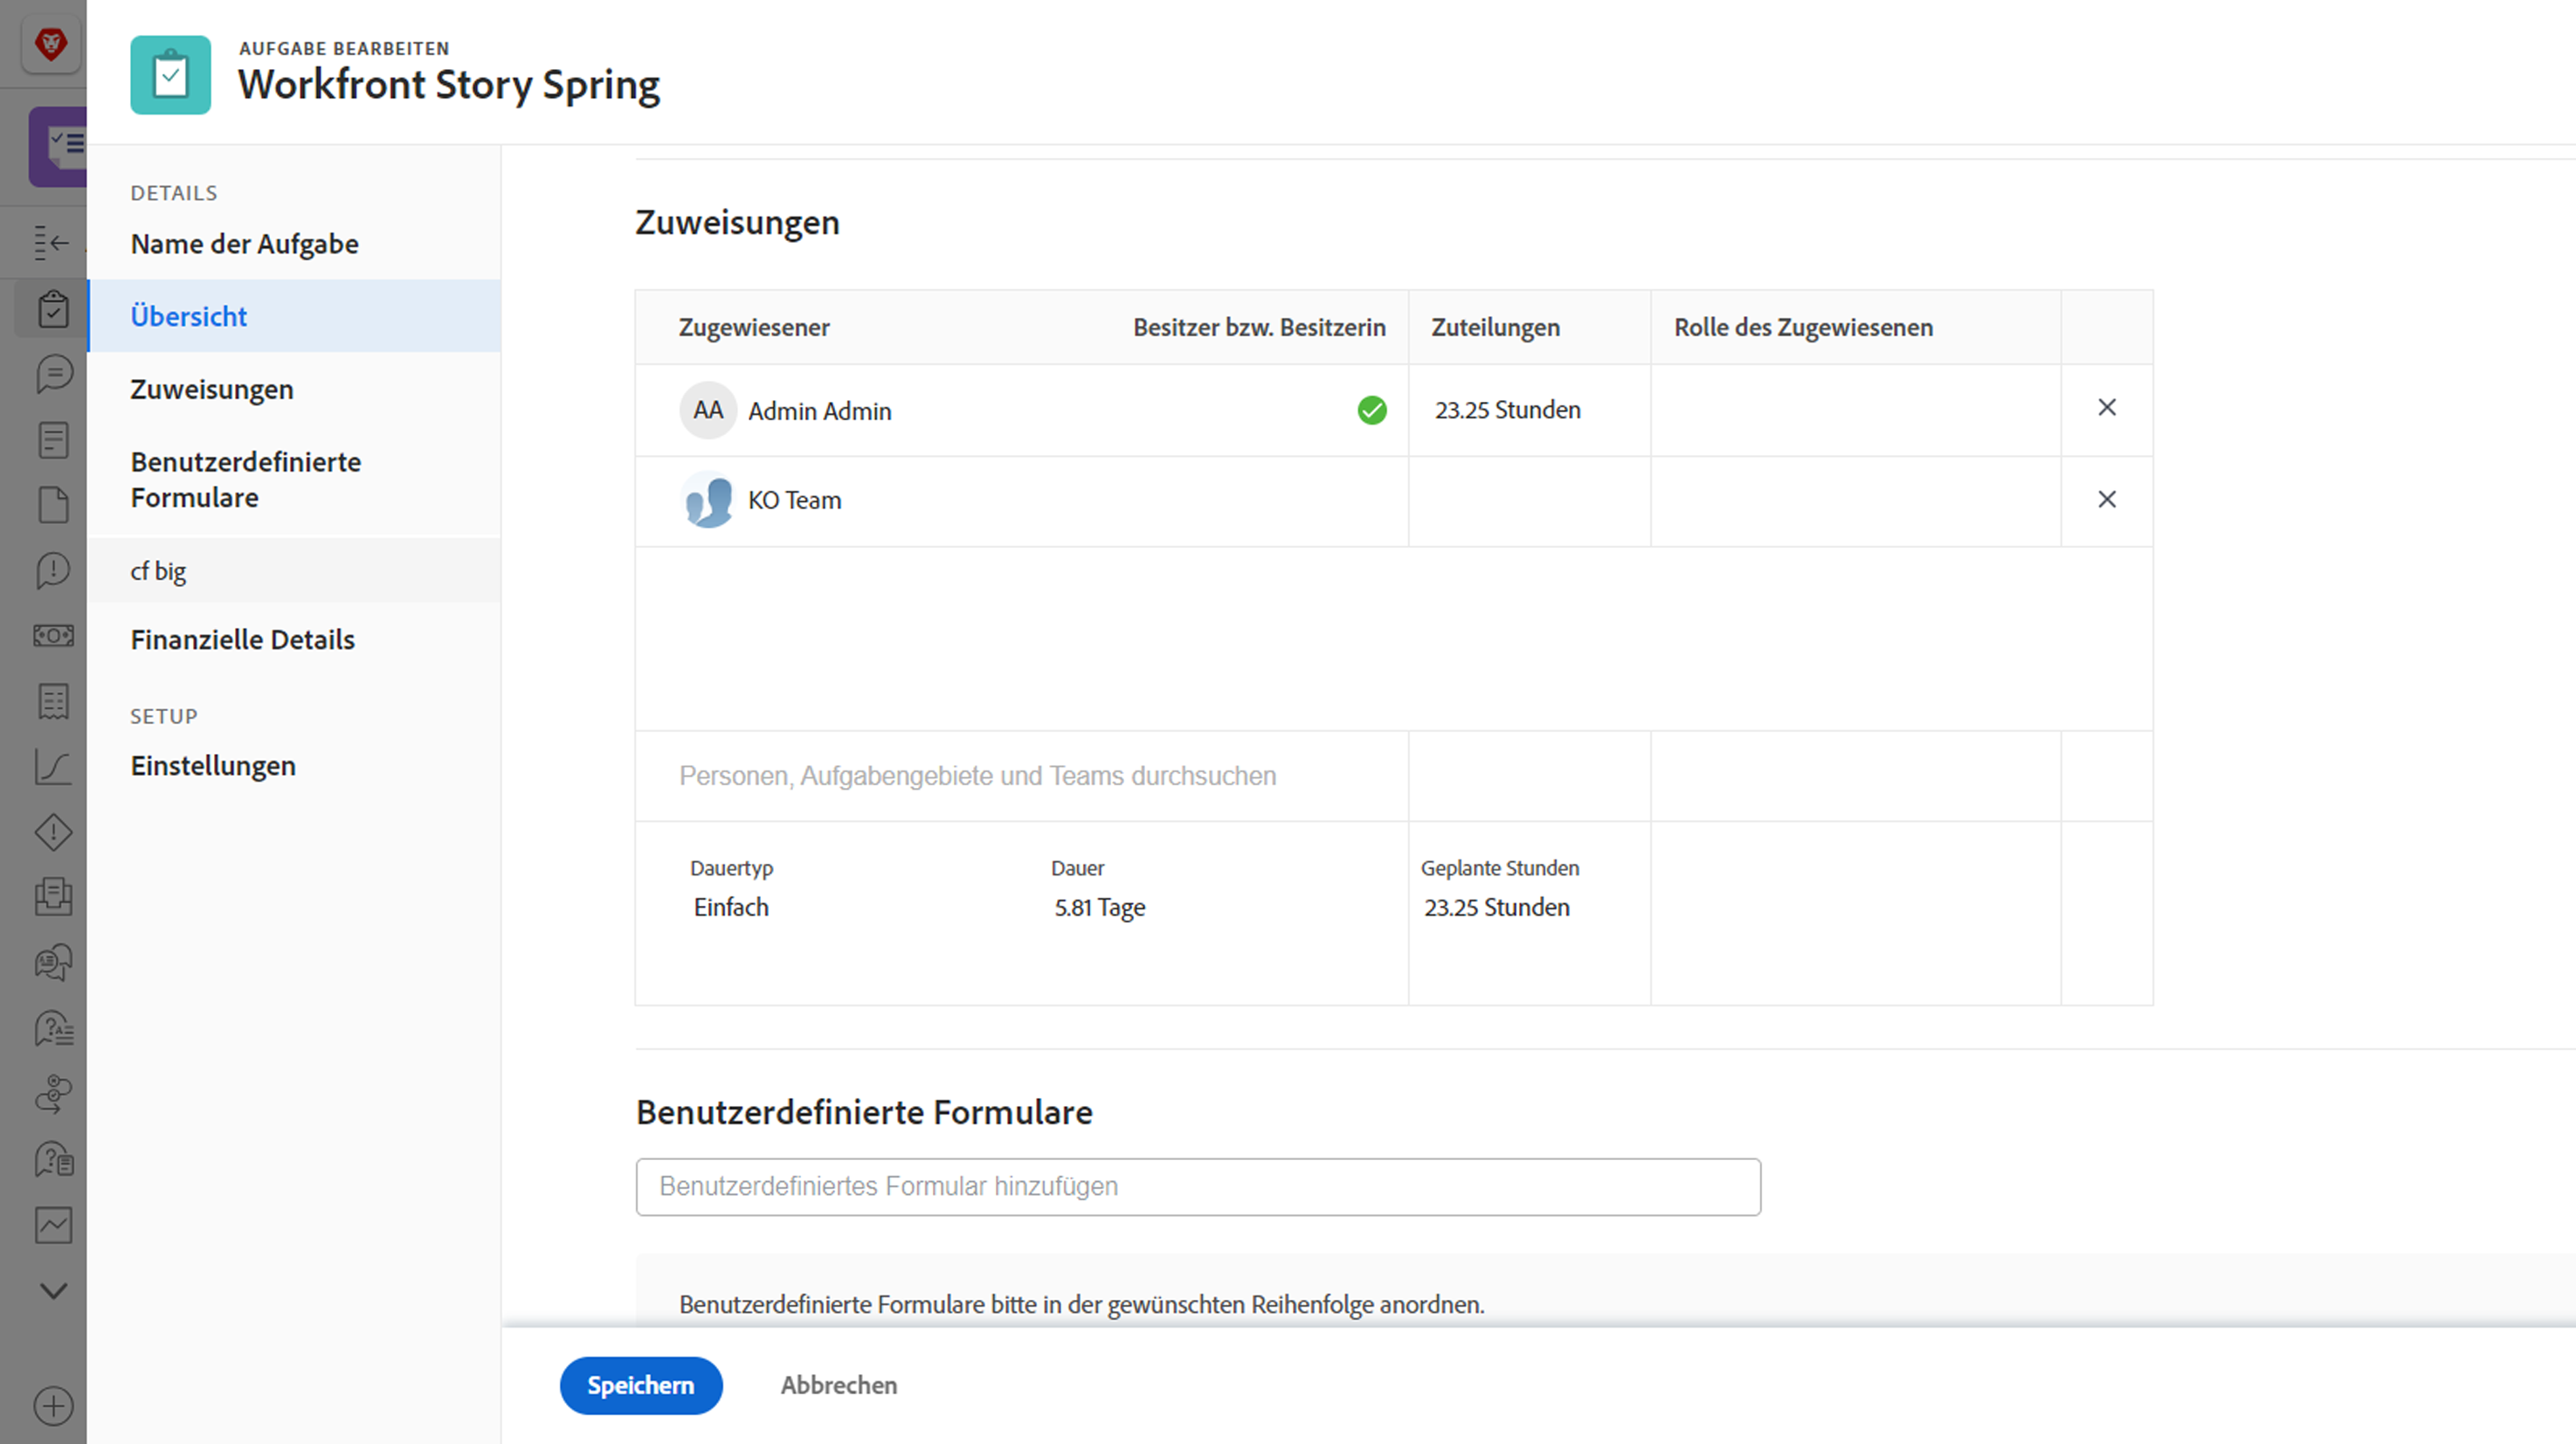 AUFGABE BEARBEITEN
Workfront Story Spring
DETAILS
Name der Aufgabe
Übersicht
Zuweisungen
Benutzerdefinierte
Formulare
cf big
Finanzielle Details
SETUP
Einstellungen
Zuweisungen
Zugewiesener Besitzer bzw. Besitzerin Zuteilungen Rolle des Zugewiesenen
AA Admin Admin 23.25 Stunden
KO Team
Personen, Aufgabengebiete und Teams durchsuchen
Dauertyp Dauer Geplante Stunden
Einfach 5.81 Tage 23.25 Stunden
Benutzerdefinierte Formulare
Benutzerdefiniertes Formular hinzufügen
Benutzerdefinierte Formulare bitte in der gewünschten Reihenfolge anordnen.
Speichern Abbrechen